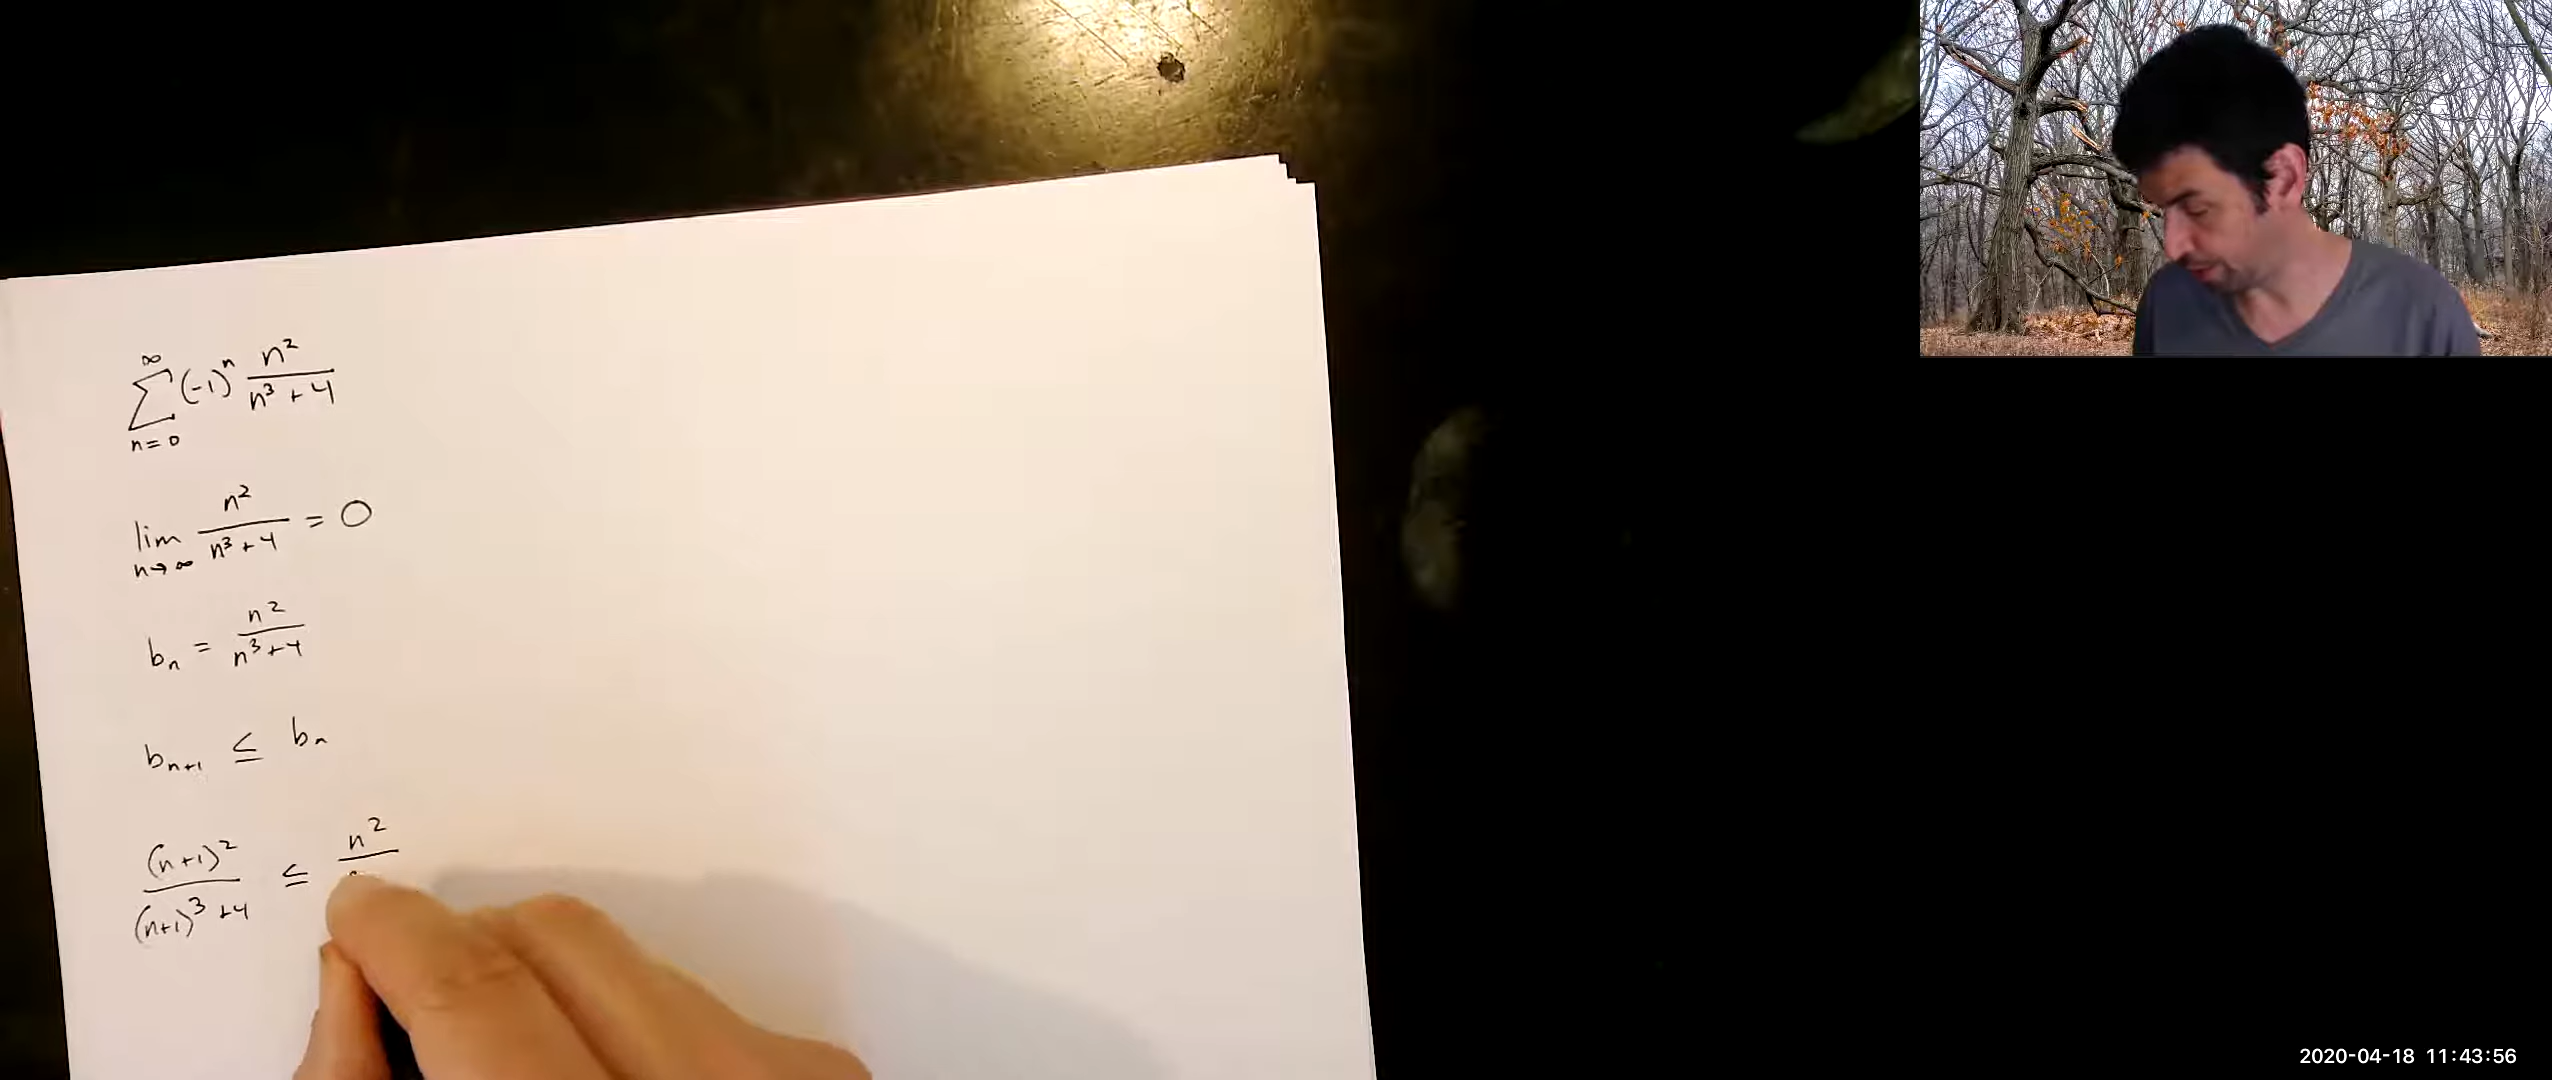 ∞
∑ (-1)^n n^2/(n^3 + 4)
n = 0
lim n^2/(n^3 + 4) = 0
n → ∞
b_n = n^2/(n^3 + 4)
b_{n+1} ≤ b_n
(n+1)^2/((n+1)^3 + 4) ≤ n^2/
2020-04-18 11:43:56